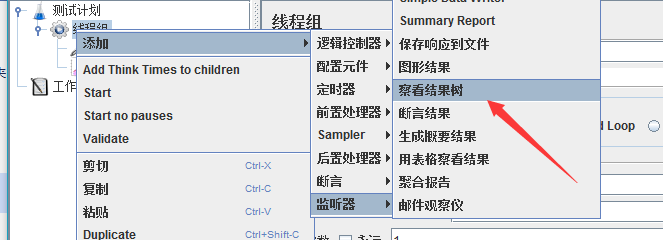 测试计划
线程组
工作
线程组
添加
Add Think Times to children
Start
Start no pauses
Validate
剪切 Ctrl-X
复制 Ctrl-C
粘贴 Ctrl-V
Duplicate Ctrl+Shift-C
逻辑控制器
配置元件
定时器
前置处理器
Sampler
后置处理器
断言
监听器
Simple Data Writer
Summary Report
保存响应到文件
图形结果
察看结果树
断言结果
生成概要结果
用表格察看结果
聚合报告
邮件观察仪
Loop
永远
1